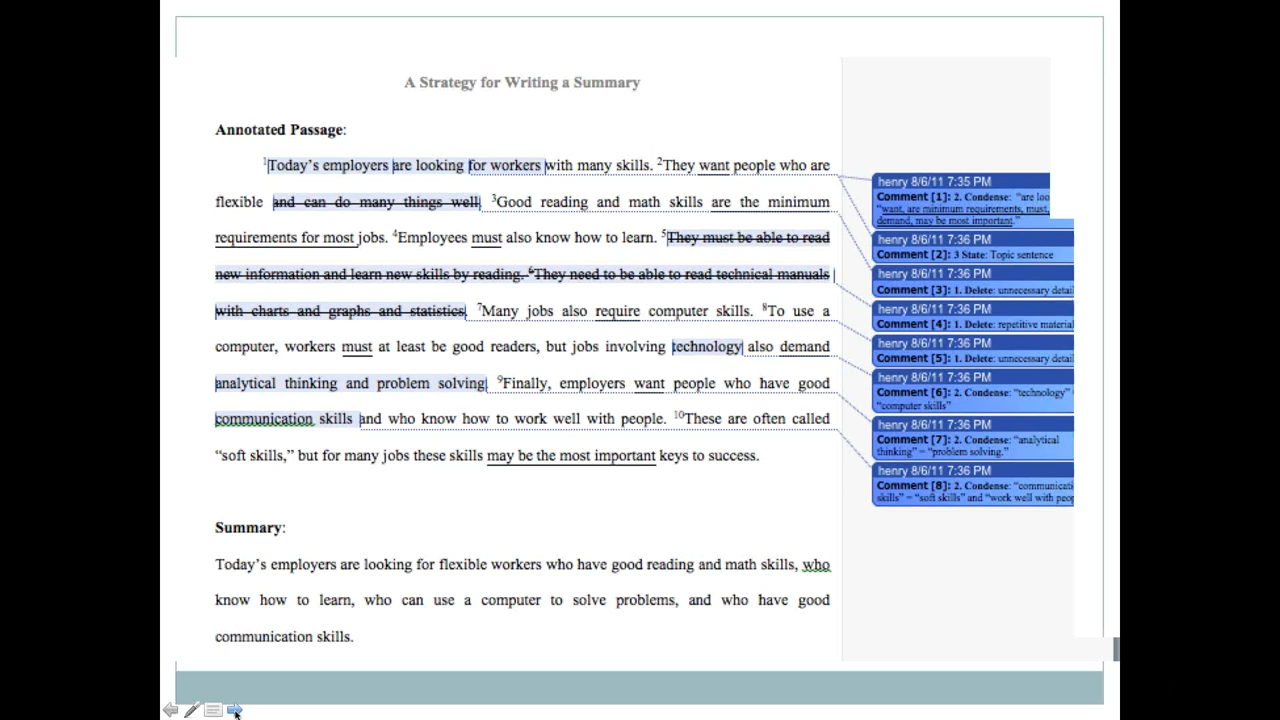 A Strategy for Writing a Summary
Annotated Passage:
1Today's employers are looking for workers with many skills. 2They want people who are
flexible and can do many things well. 3Good reading and math skills are the minimum
requirements for most jobs. 4Employees must also know how to learn. 5They must be able to read
new information and learn new skills by reading. 6They need to be able to read technical manuals
with charts and graphs and statistics. 7Many jobs also require computer skills. 8To use a
computer, workers must at least be good readers, but jobs involving technology also demand
analytical thinking and problem solving. 9Finally, employers want people who have good
communication skills and who know how to work well with people. 10These are often called
“soft skills,” but for many jobs these skills may be the most important keys to success.
Summary:
Today's employers are looking for flexible workers who have good reading and math skills, who
know how to learn, who can use a computer to solve problems, and who have good
communication skills.
henry 8/6/11 7:35 PM
Comment [1]: 2. Condense: “are loo
“want, are minimum requirements, must,
demand, may be most important.”
henry 8/6/11 7:36 PM
Comment [2]: 3 State: Topic sentence
henry 8/6/11 7:36 PM
Comment [3]: 1. Delete: unnecessary detail
henry 8/6/11 7:36 PM
Comment [4]: 1. Delete: repetitive material
henry 8/6/11 7:36 PM
Comment [5]: 1. Delete: unnecessary detail
henry 8/6/11 7:36 PM
Comment [6]: 2. Condense: “technology” =
“computer skills”
henry 8/6/11 7:36 PM
Comment [7]: 2. Condense: “analytical
thinking” = “problem solving.”
henry 8/6/11 7:36 PM
Comment [8]: 2. Condense: “communicati
skills” = “soft skills” and “work well with peop